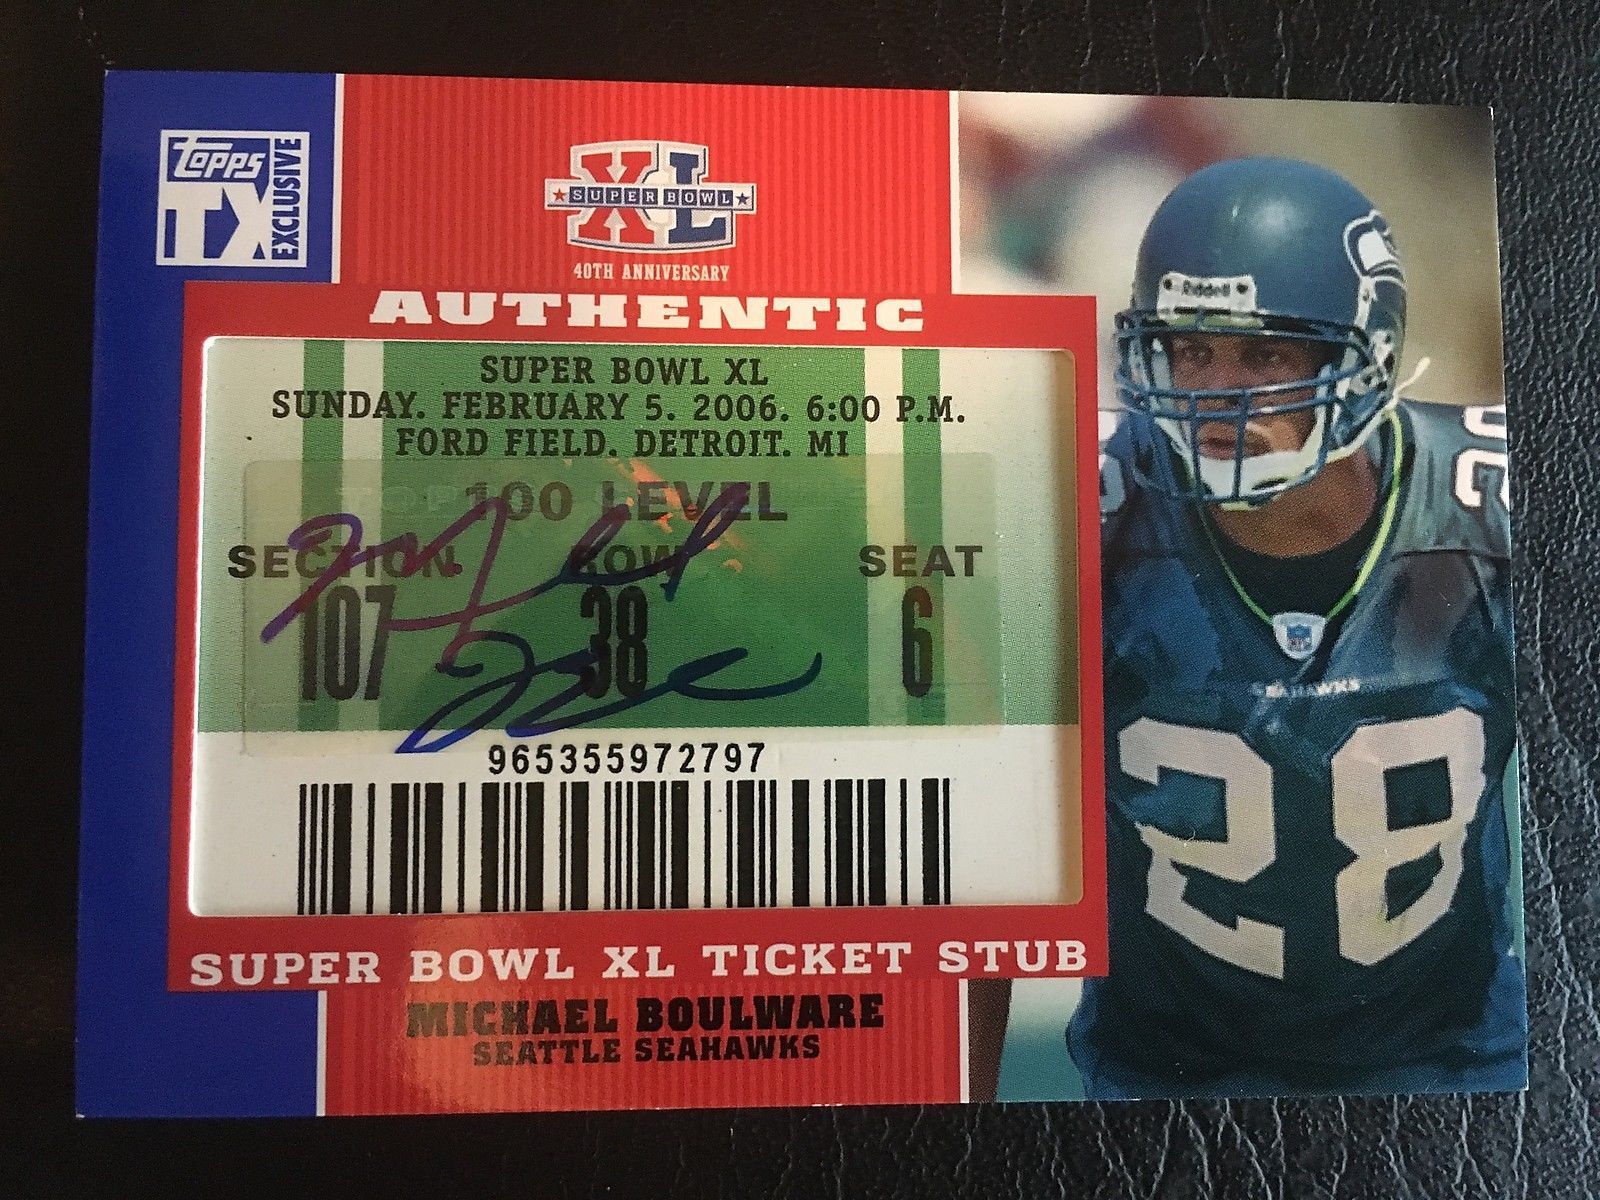 topps
TX
EXCLUSIVE
XL
SUPER BOWL
40TH ANNIVERSARY
AUTHENTIC
SUPER BOWL XL
SUNDAY. FEBRUARY 5. 2006. 6:00 P.M.
FORD FIELD. DETROIT. MI
100 LEVEL
SECTION ROW SEAT
107 38 6
965355972797
SUPER BOWL XL TICKET STUB
MICHAEL BOULWARE
SEATTLE SEAHAWKS
Riddell
NFL
SEAHAWKS
28